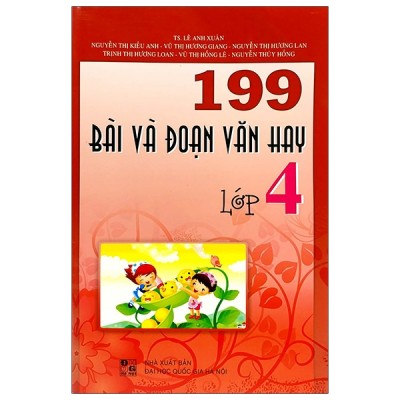 TS. LÊ ANH XUÂN
NGUYỄN THỊ KIỀU ANH - VŨ THỊ HƯƠNG GIANG - NGUYỄN THỊ HƯƠNG LAN
TRỊNH THỊ HƯƠNG LOAN - VŨ THỊ HỒNG LÊ - NGUYỄN THÚY HỒNG
199
BÀI VÀ ĐOẠN VĂN HAY
LỚP 4
NHÀ XUẤT BẢN
ĐẠI HỌC QUỐC GIA HÀ NỘI